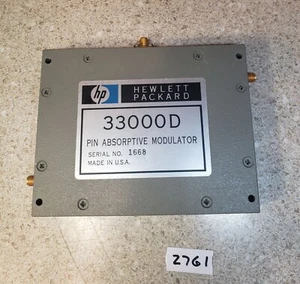 hp HEWLETT
PACKARD
33000D
PIN ABSORPTIVE MODULATOR
SERIAL NO. 1668
MADE IN U.S.A.
2761